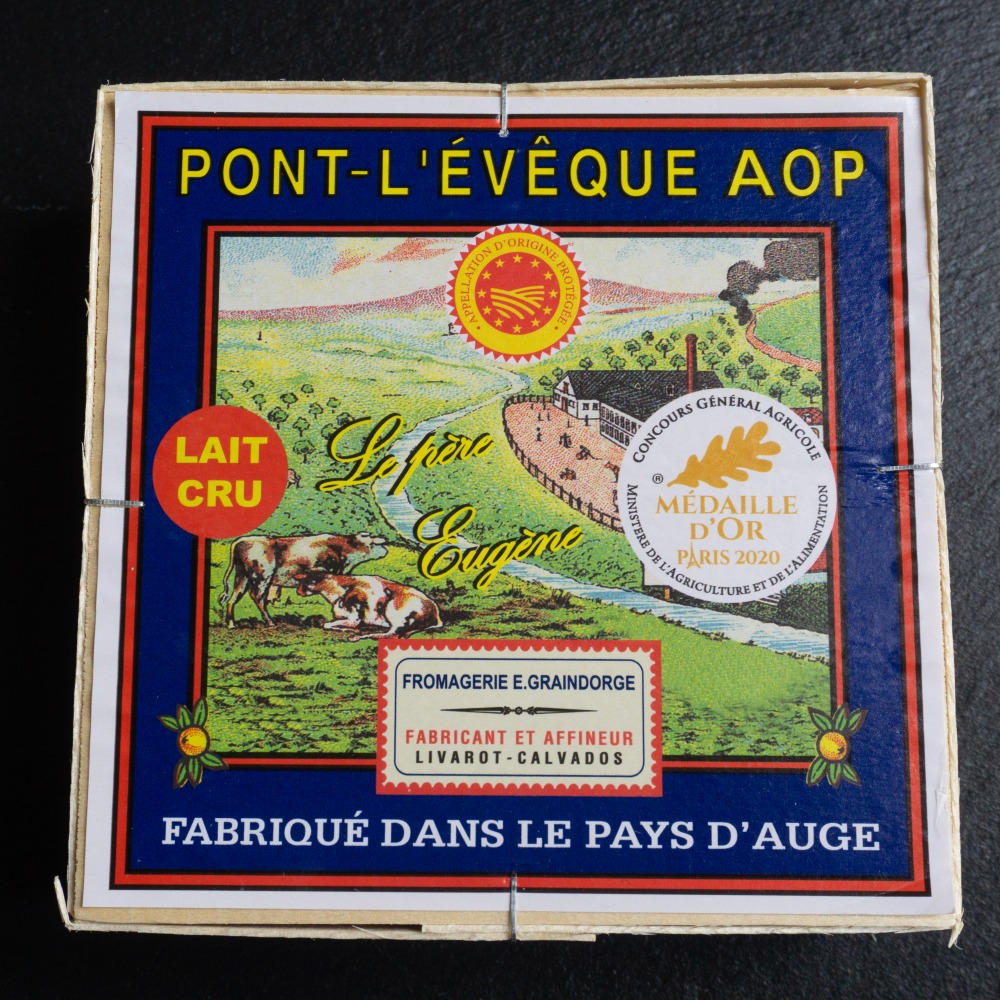 PONT-L'ÉVÊQUE AOP
APPELLATION D'ORIGINE PROTÉGÉE
LAIT
CRU
Le père
Eugène
CONCOURS GÉNÉRAL AGRICOLE
®
MÉDAILLE
D'OR
PARIS 2020
MINISTÈRE DE L'AGRICULTURE ET DE L'ALIMENTATION
FROMAGERIE E.GRAINDORGE
FABRICANT ET AFFINEUR
LIVAROT-CALVADOS
FABRIQUÉ DANS LE PAYS D'AUGE